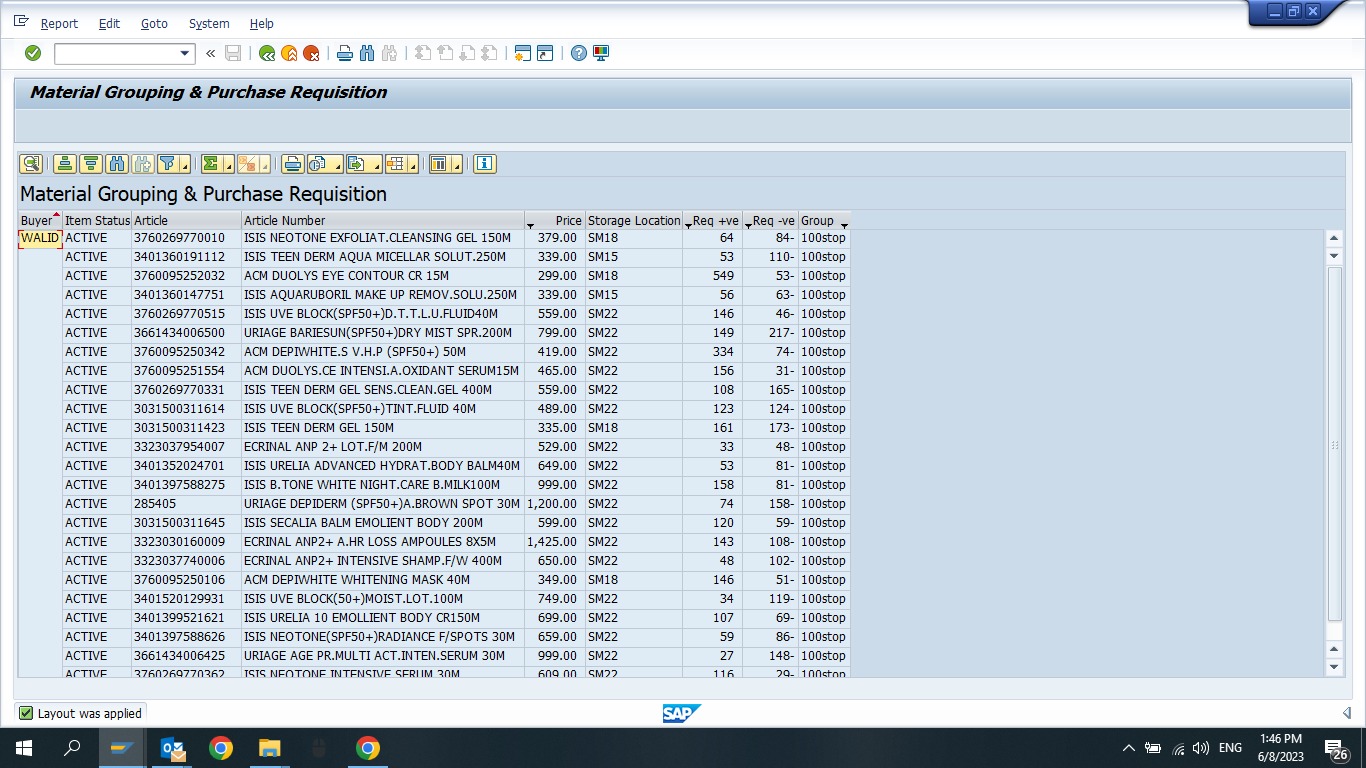 Report Edit Goto System Help
Material Grouping & Purchase Requisition
Material Grouping & Purchase Requisition
Buyer Item Status Article Article Number Price Storage Location Req +ve Req -ve Group
WALID ACTIVE 3760269770010 ISIS NEOTONE EXFOLIAT.CLEANSING GEL 150M 379.00 SM18 64 84- 100stop
ACTIVE 3401360191112 ISIS TEEN DERM AQUA MICELLAR SOLUT.250M 339.00 SM15 53 110- 100stop
ACTIVE 3760095252032 ACM DUOLYS EYE CONTOUR CR 15M 299.00 SM18 549 53- 100stop
ACTIVE 3401360147751 ISIS AQUARUBORIL MAKE UP REMOV.SOLU.250M 339.00 SM15 56 63- 100stop
ACTIVE 3760269770515 ISIS UVE BLOCK(SPF50+)D.T.T.L.U.FLUID40M 559.00 SM22 146 46- 100stop
ACTIVE 3661434006500 URIAGE BARIESUN(SPF50+)DRY MIST SPR.200M 799.00 SM22 149 217- 100stop
ACTIVE 3760095250342 ACM DEPIWHITE.S V.H.P (SPF50+) 50M 419.00 SM22 334 74- 100stop
ACTIVE 3760095251554 ACM DUOLYS.CE INTENSI.A.OXIDANT SERUM15M 465.00 SM22 156 31- 100stop
ACTIVE 3760269770331 ISIS TEEN DERM GEL SENS.CLEAN.GEL 400M 559.00 SM22 108 165- 100stop
ACTIVE 3031500311614 ISIS UVE BLOCK(SPF50+)TINT.FLUID 40M 489.00 SM22 123 124- 100stop
ACTIVE 3031500311423 ISIS TEEN DERM GEL 150M 335.00 SM18 161 173- 100stop
ACTIVE 3323037954007 ECRINAL ANP 2+ LOT.F/M 200M 529.00 SM22 33 48- 100stop
ACTIVE 3401352024701 ISIS URELIA ADVANCED HYDRAT.BODY BALM40M 649.00 SM22 53 81- 100stop
ACTIVE 3401397588275 ISIS B.TONE WHITE NIGHT.CARE B.MILK100M 999.00 SM22 158 81- 100stop
ACTIVE 285405 URIAGE DEPIDERM (SPF50+)A.BROWN SPOT 30M 1,200.00 SM22 74 158- 100stop
ACTIVE 3031500311645 ISIS SECALIA BALM EMOLIENT BODY 200M 599.00 SM22 120 59- 100stop
ACTIVE 3323030160009 ECRINAL ANP2+ A.HR LOSS AMPOULES 8X5M 1,425.00 SM22 143 108- 100stop
ACTIVE 3323037740006 ECRINAL ANP2+ INTENSIVE SHAMP.F/W 400M 650.00 SM22 48 102- 100stop
ACTIVE 3760095250106 ACM DEPIWHITE WHITENING MASK 40M 349.00 SM18 146 51- 100stop
ACTIVE 3401520129931 ISIS UVE BLOCK(50+)MOIST.LOT.100M 749.00 SM22 34 119- 100stop
ACTIVE 3401399521621 ISIS URELIA 10 EMOLLIENT BODY CR150M 699.00 SM22 107 69- 100stop
ACTIVE 3401397588626 ISIS NEOTONE(SPF50+)RADIANCE F/SPOTS 30M 659.00 SM22 59 86- 100stop
ACTIVE 3661434006425 URIAGE AGE PR.MULTI ACT.INTEN.SERUM 30M 999.00 SM22 27 148- 100stop
ACTIVE 3760269770362 ISIS NEOTONE INTENSIVE SERUM 30M 609.00 SM22 116 29- 100stop
Layout was applied
SAP
ENG
1:46 PM
6/8/2023
26